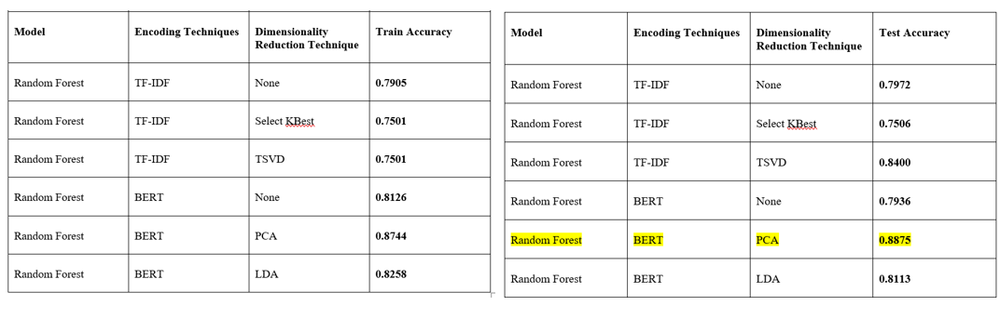 Model Encoding Techniques Dimensionality Reduction Technique Train Accuracy
Random Forest TF-IDF None 0.7905
Random Forest TF-IDF Select KBest 0.7501
Random Forest TF-IDF TSVD 0.7501
Random Forest BERT None 0.8126
Random Forest BERT PCA 0.8744
Random Forest BERT LDA 0.8258
Model Encoding Techniques Dimensionality Reduction Technique Test Accuracy
Random Forest TF-IDF None 0.7972
Random Forest TF-IDF Select KBest 0.7506
Random Forest TF-IDF TSVD 0.8400
Random Forest BERT None 0.7936
Random Forest BERT PCA 0.8875
Random Forest BERT LDA 0.8113